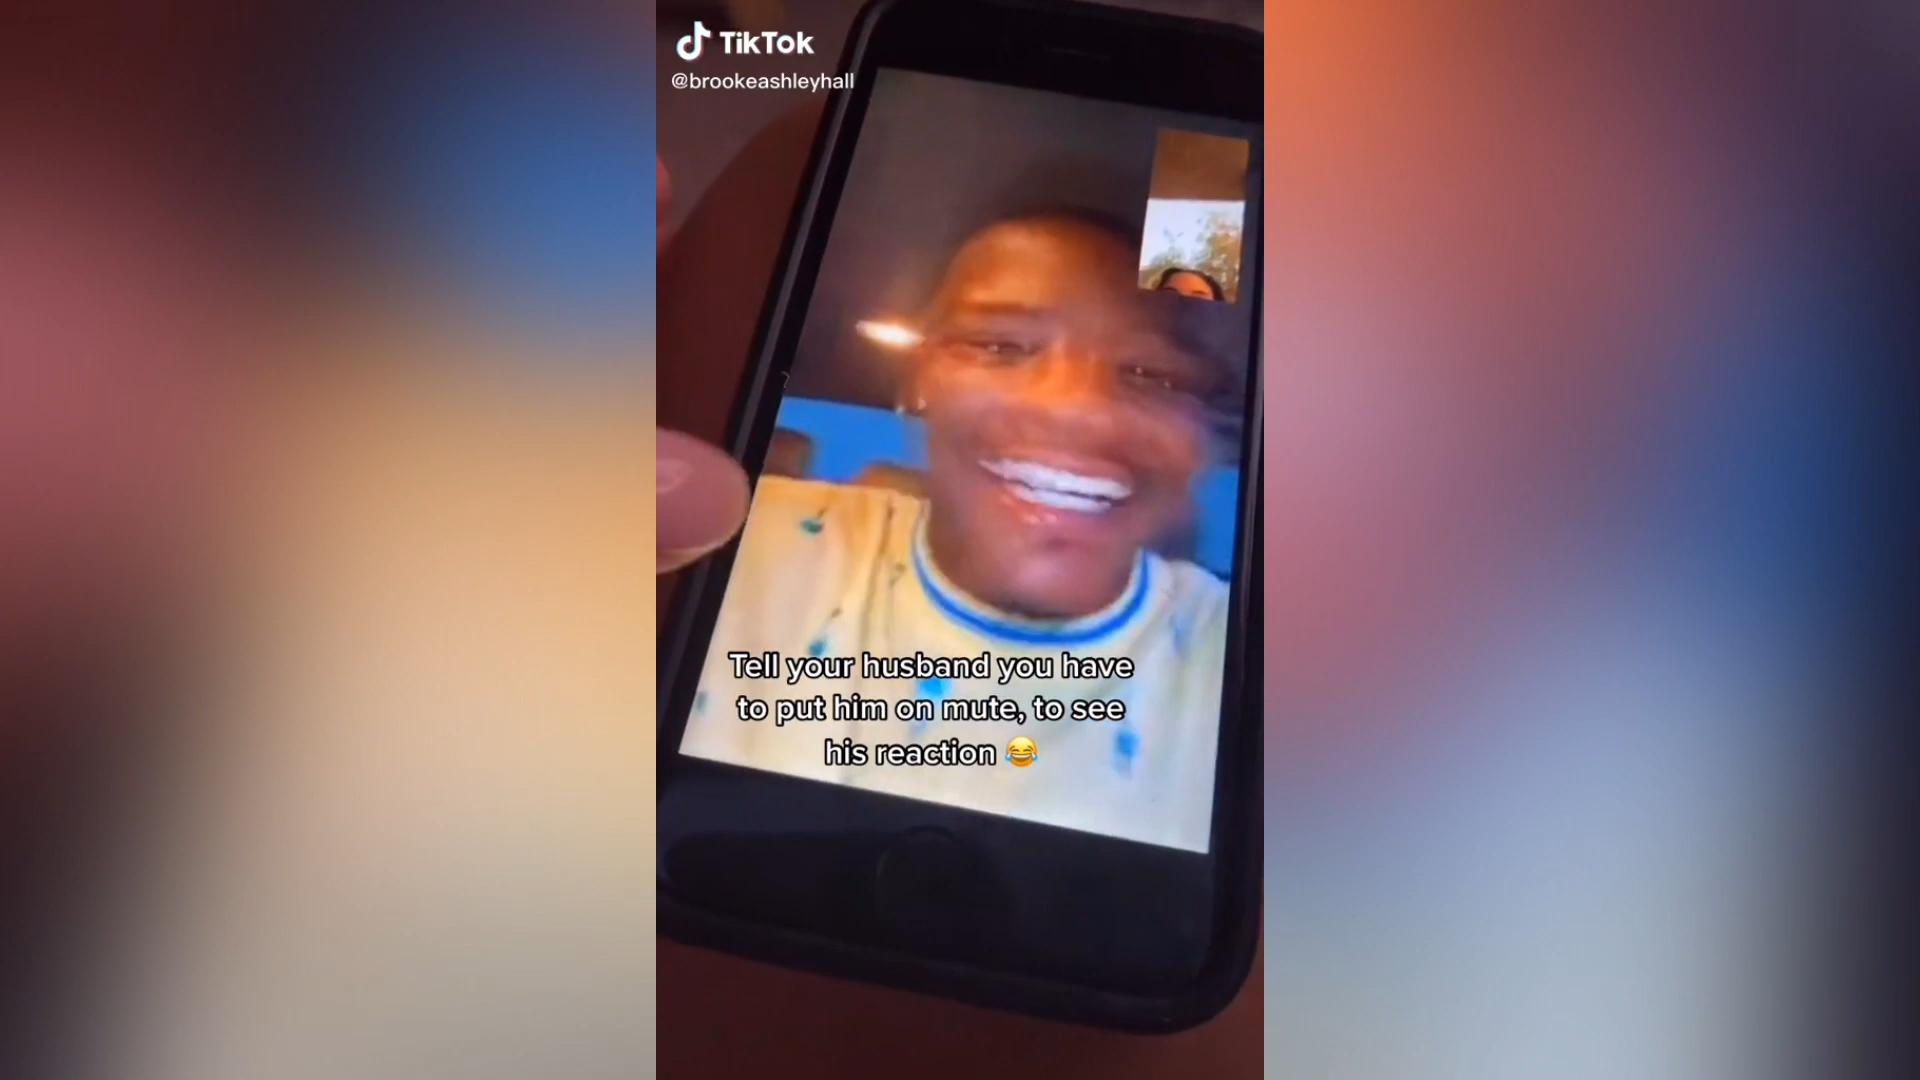 TikTok
@brookeashleyhall
Tell your husband you have
to put him on mute, to see
his reaction 😂